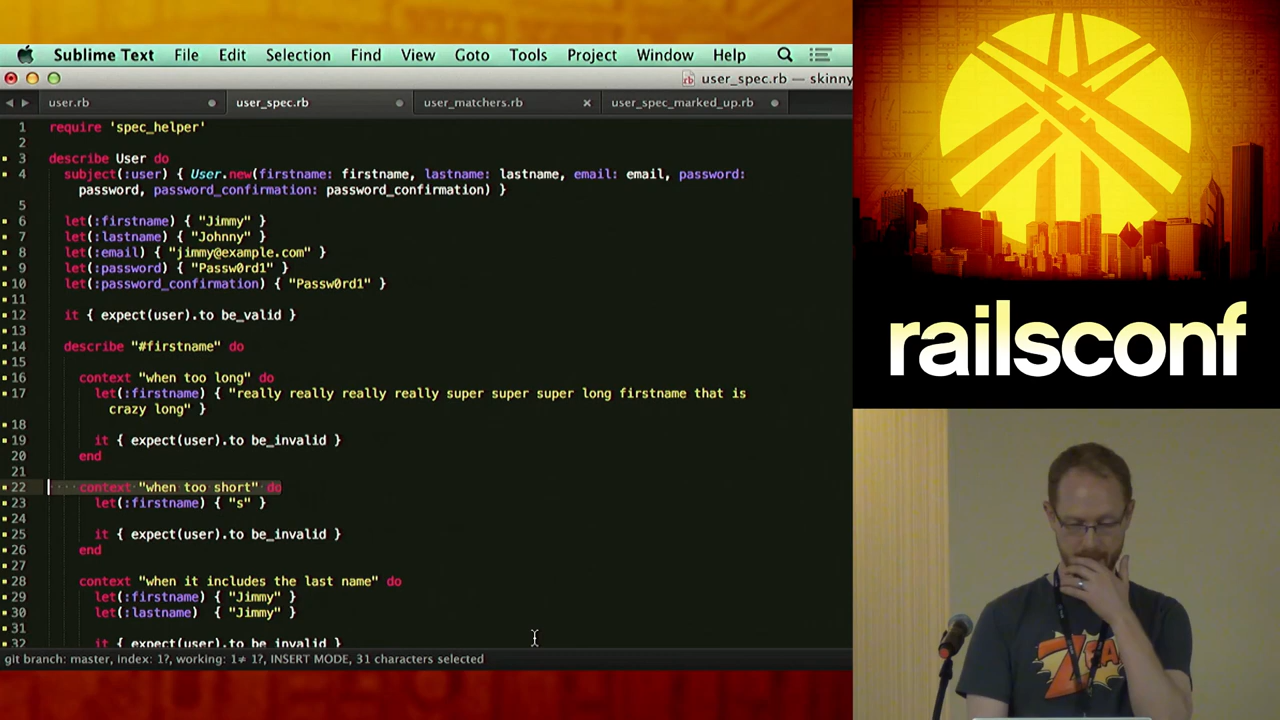 Sublime Text File Edit Selection Find View Goto Tools Project Window Help
user_spec.rb — skinny
user.rb user_spec.rb user_matchers.rb user_spec_marked_up.rb
1 require 'spec_helper'
2
3 describe User do
4 subject(:user) { User.new(firstname: firstname, lastname: lastname, email: email, password:
password, password_confirmation: password_confirmation) }
5
6 let(:firstname) { "Jimmy" }
7 let(:lastname) { "Johnny" }
8 let(:email) { "jimmy@example.com" }
9 let(:password) { "Passw0rd1" }
10 let(:password_confirmation) { "Passw0rd1" }
11
12 it { expect(user).to be_valid }
13
14 describe "#firstname" do
15
16 context "when too long" do
17 let(:firstname) { "really really really really super super super long firstname that is
crazy long" }
18
19 it { expect(user).to be_invalid }
20 end
21
22 context "when too short" do
23 let(:firstname) { "s" }
24
25 it { expect(user).to be_invalid }
26 end
27
28 context "when it includes the last name" do
29 let(:firstname) { "Jimmy" }
30 let(:lastname) { "Jimmy" }
31
32 it { expect(user).to be_invalid }
git branch: master, index: 1?, working: 1≠ 1?, INSERT MODE, 31 characters selected
railsconf